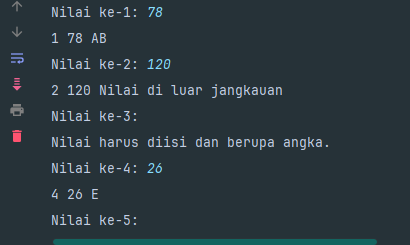 Nilai ke-1: 78
1 78 AB
Nilai ke-2: 120
2 120 Nilai di luar jangkauan
Nilai ke-3:
Nilai harus diisi dan berupa angka.
Nilai ke-4: 26
4 26 E
Nilai ke-5: